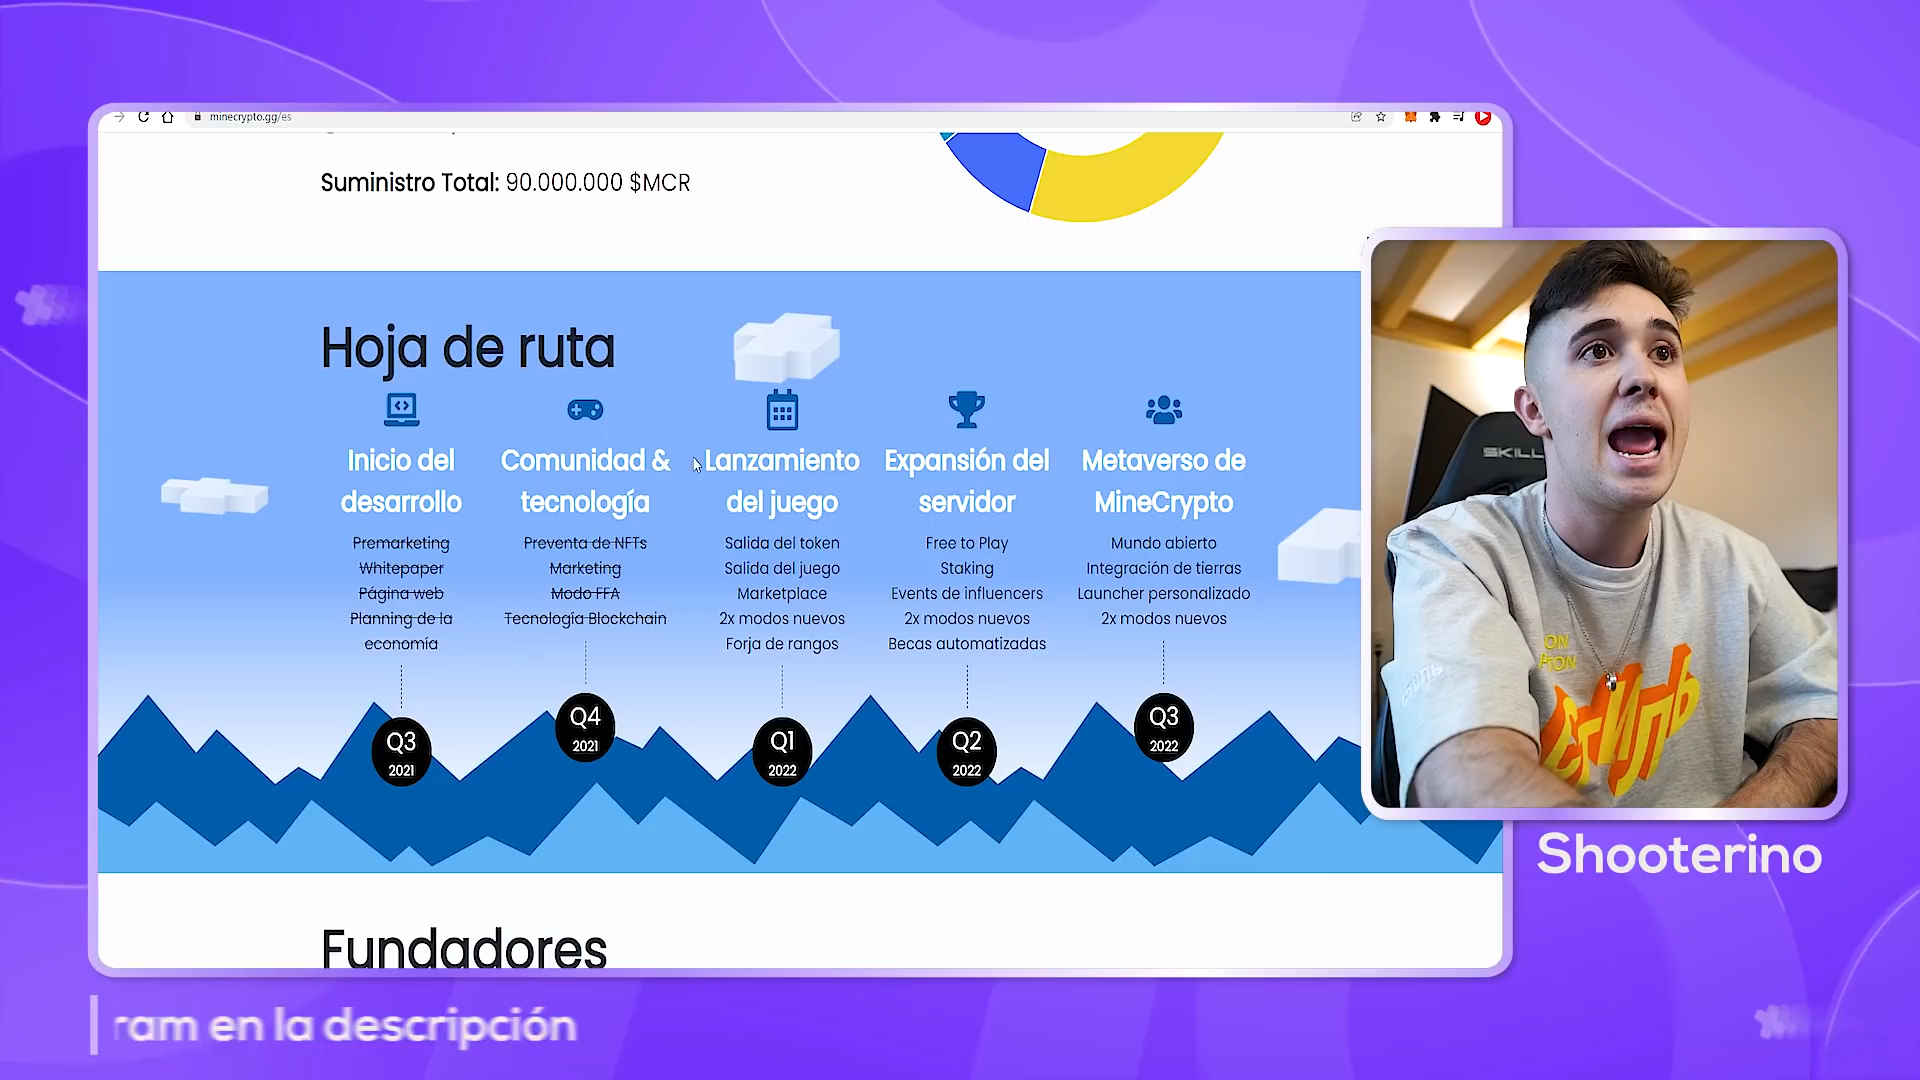 minecrypto.gg/es
Suministro Total: 90.000.000 $MCR
Hoja de ruta
Inicio del
desarrollo
Premarketing
Whitepaper
Página web
Planning de la
economía
Q3
2021
Comunidad &
tecnología
Preventa de NFTs
Marketing
Modo FFA
Tecnología Blockchain
Q4
2021
Lanzamiento
del juego
Salida del token
Salida del juego
Marketplace
2x modos nuevos
Forja de rangos
Q1
2022
Expansión del
servidor
Free to Play
Staking
Events de influencers
2x modos nuevos
Becas automatizadas
Q2
2022
Metaverso de
MineCrypto
Mundo abierto
Integración de tierras
Launcher personalizado
2x modos nuevos
Q3
2022
Fundadores
SKILL
ON
Shooterino
ram en la descripción